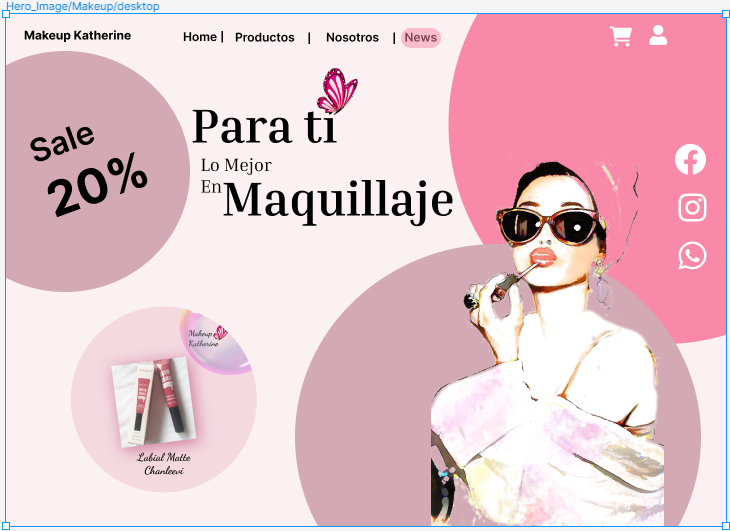 Hero_Image/Makeup/desktop
Makeup Katherine
Home | Productos | Nosotros | News
Sale
20%
Para ti
Lo Mejor
En Maquillaje
Makeup
Katherine
Labial Matte
Chanleevi